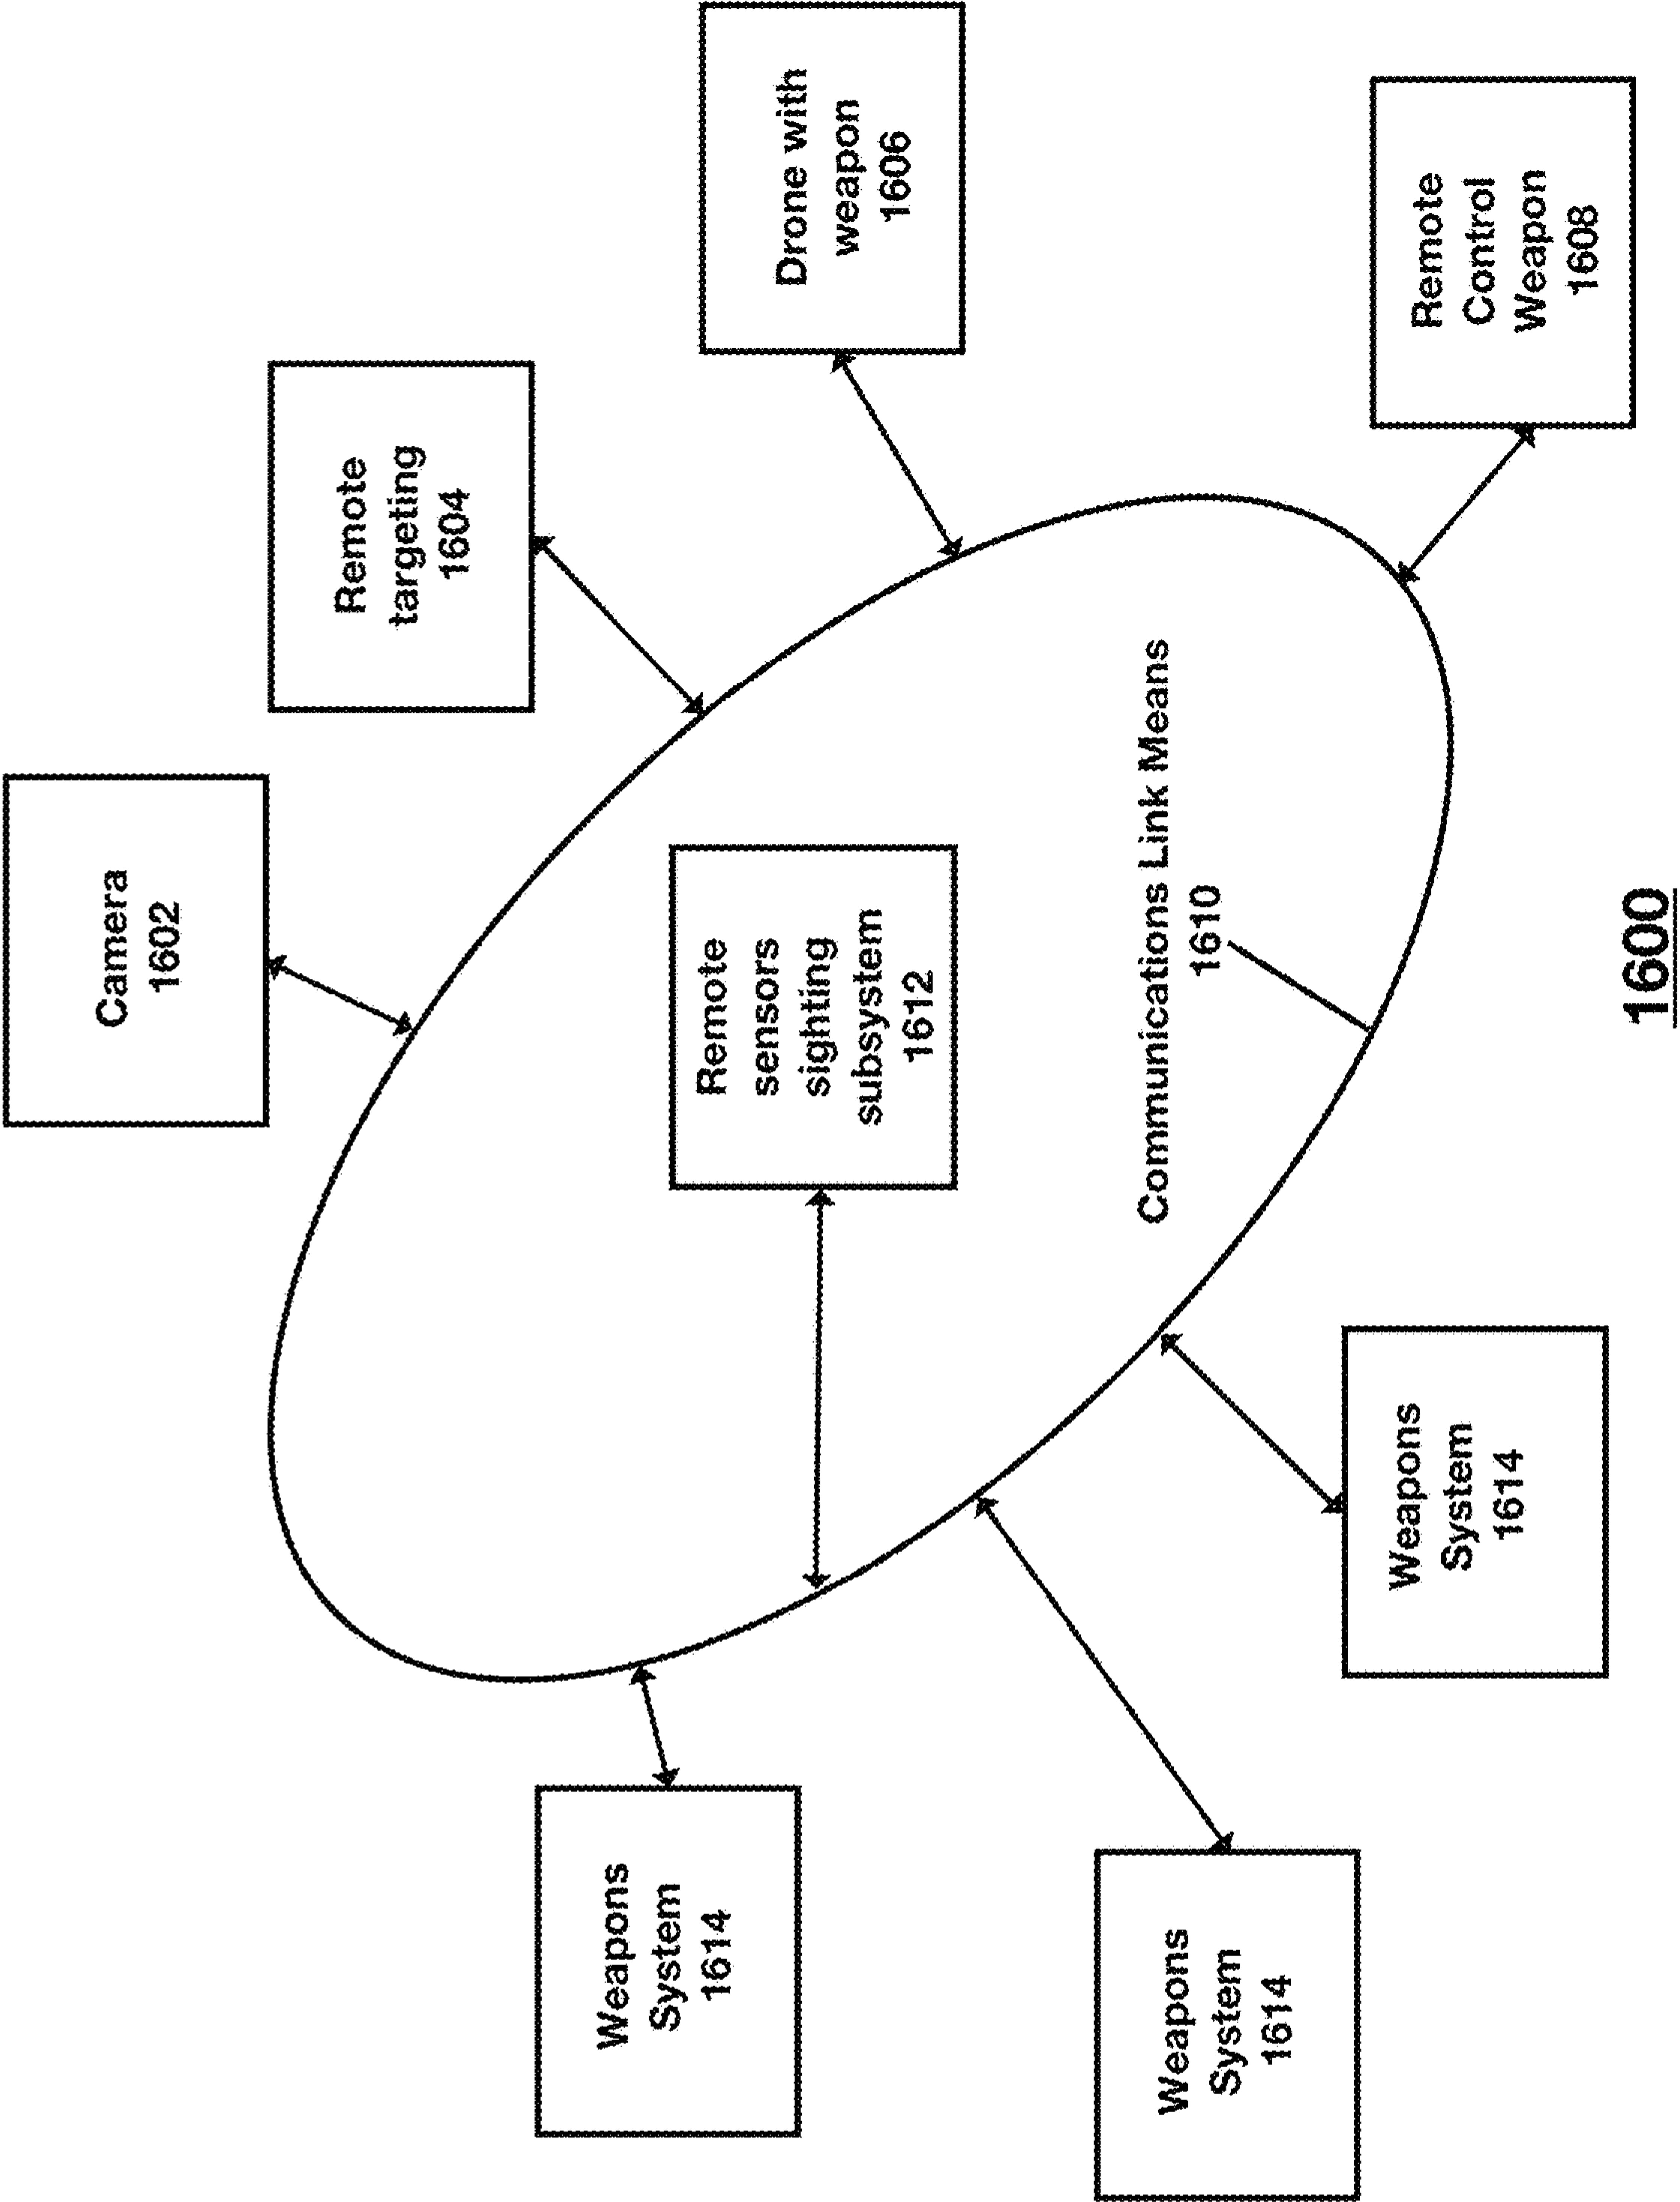 Camera
1602
Remote
targeting
1604
Weapons
System
1614
Remote
sensors
sighting
subsystem
1612
Drone with
weapon
1606
Communications Link Means
1610
Weapons
System
1614
Weapons
System
1614
Remote
Control
Weapon
1608
1600